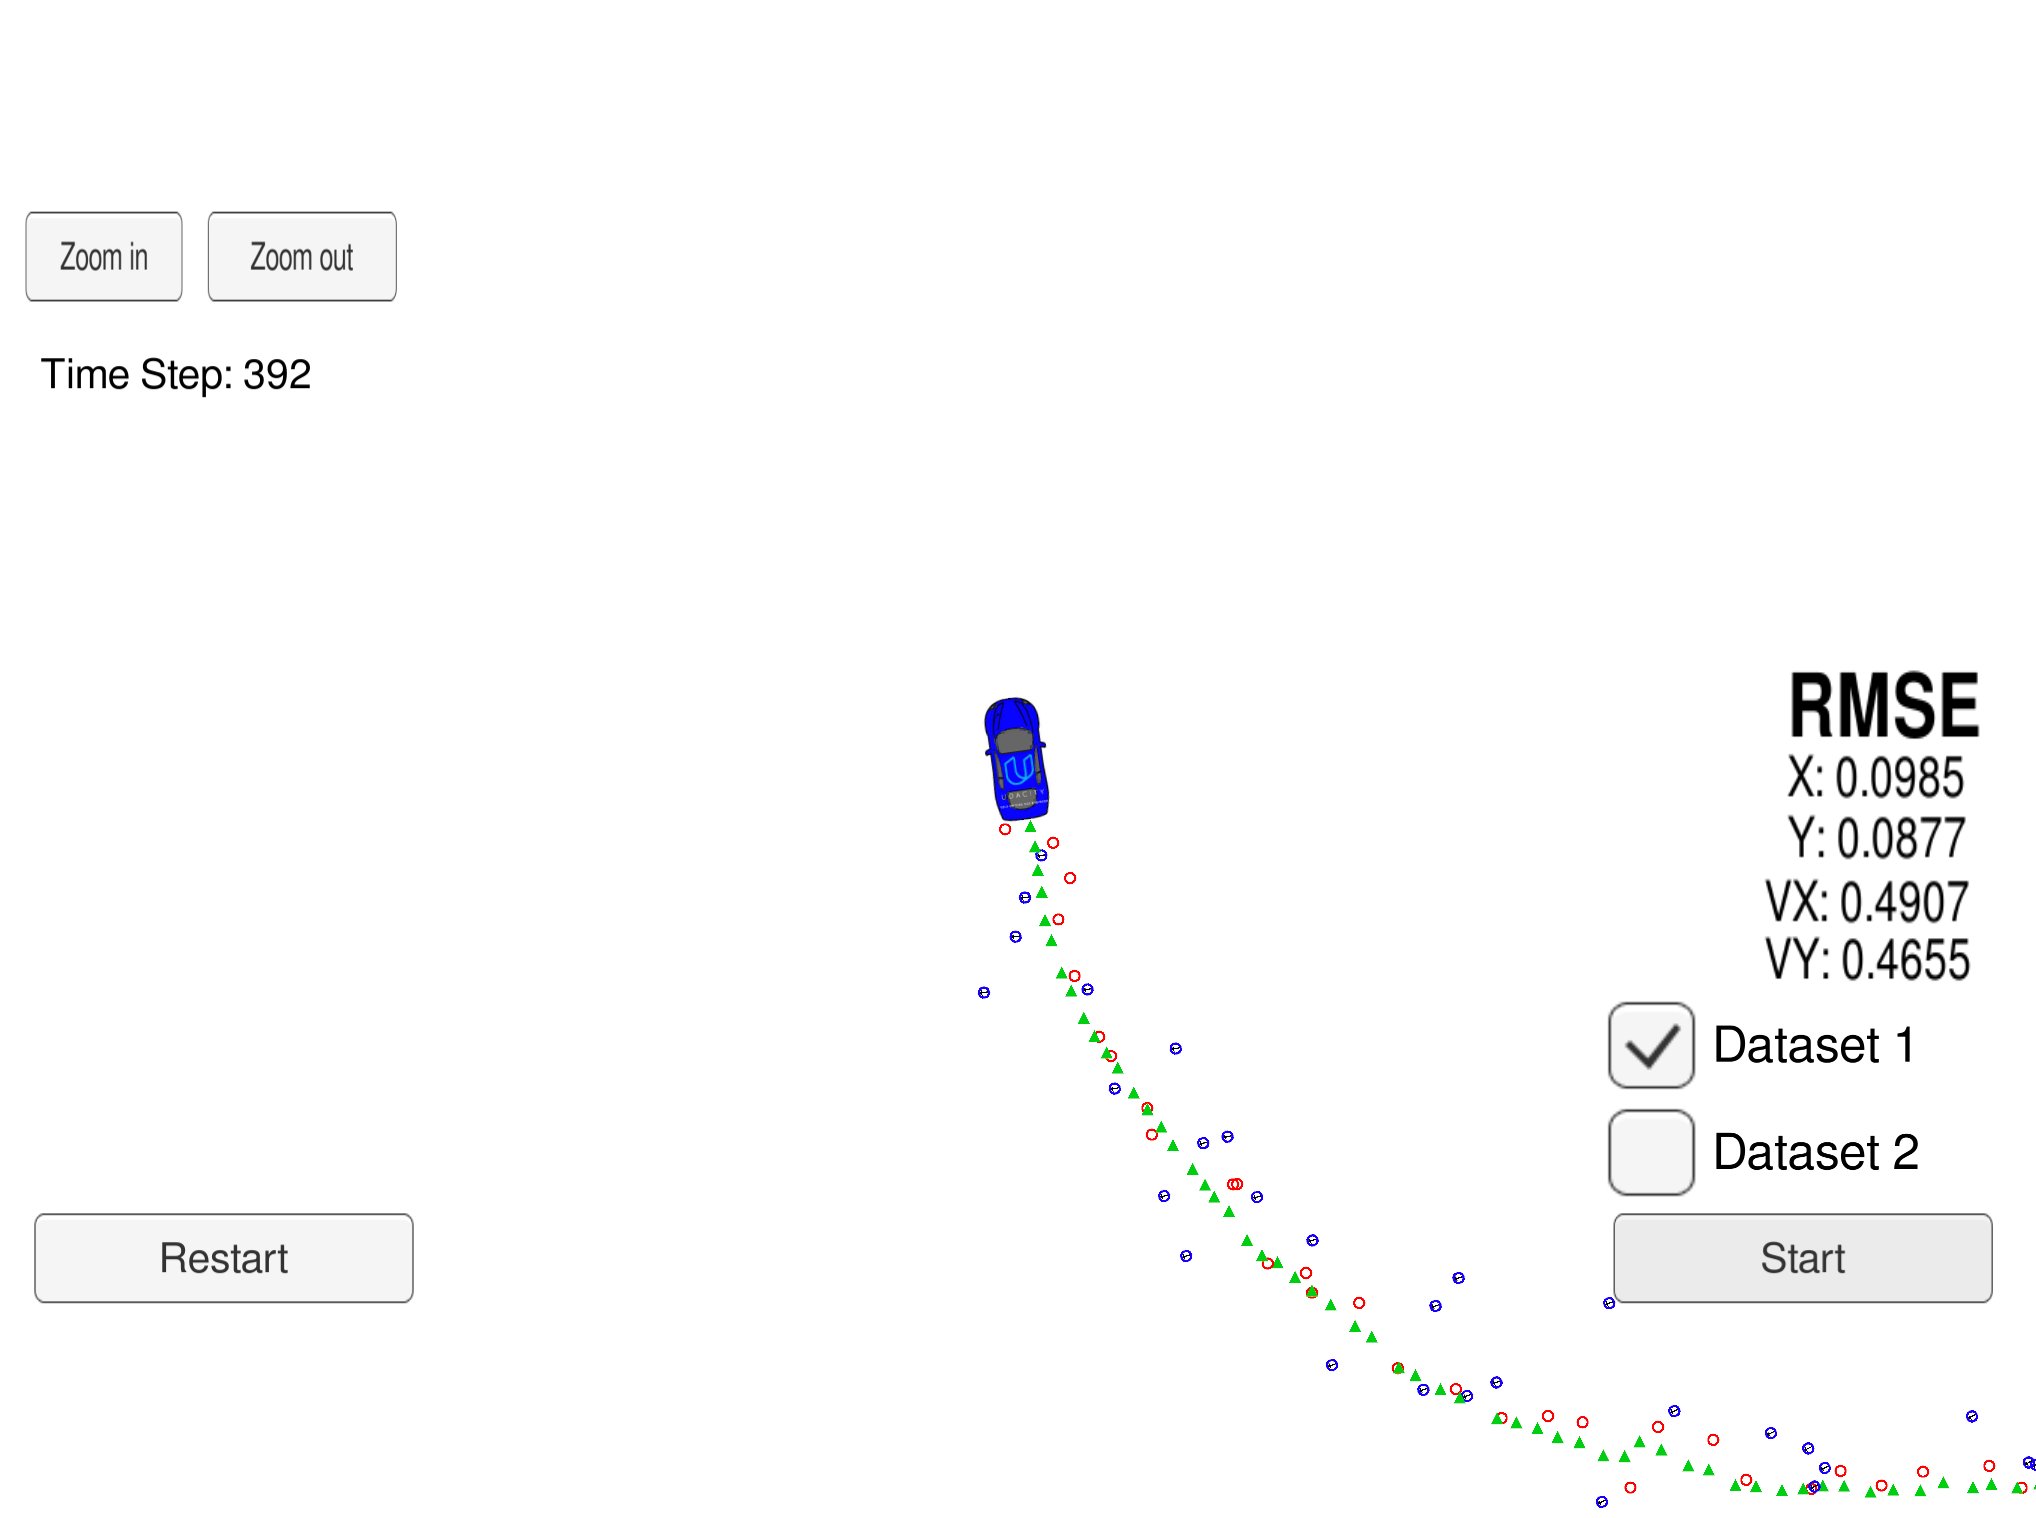 Zoom in
Zoom out
Time Step: 392
UDACITY
RMSE
X: 0.0985
Y: 0.0877
VX: 0.4907
VY: 0.4655
Dataset 1
Dataset 2
Restart
Start